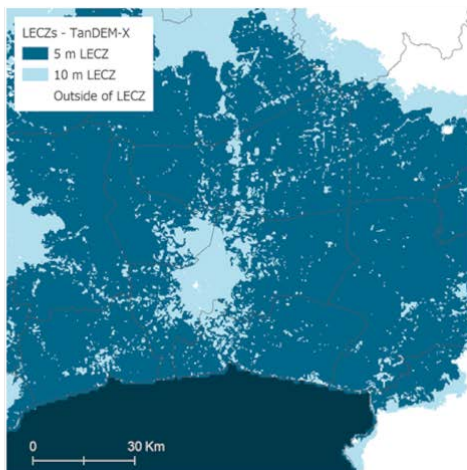 LECZs - TanDEM-X
5 m LECZ
10 m LECZ
Outside of LECZ
0 30 Km